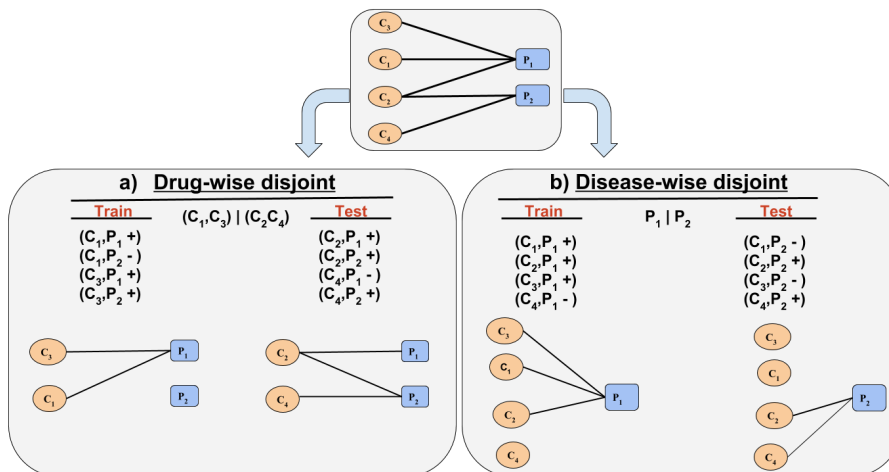 C3
C1
P1
C2
P2
C4
a) Drug-wise disjoint
Train
(C1,C3) | (C2C4)
Test
(C1,P1 +)
(C1,P2 - )
(C3,P1 +)
(C3,P2 +)
(C2,P1 +)
(C2,P2 +)
(C4,P1 - )
(C4,P2 +)
C3
P1
C1
P2
C2
P1
C4
P2
b) Disease-wise disjoint
Train
P1 | P2
Test
(C1,P1 +)
(C2,P1 +)
(C3,P1 +)
(C4,P1 - )
(C1,P2 - )
(C2,P2 +)
(C3,P2 - )
(C4,P2 +)
C3
C1
P1
C2
C4
C3
C1
P2
C2
C4